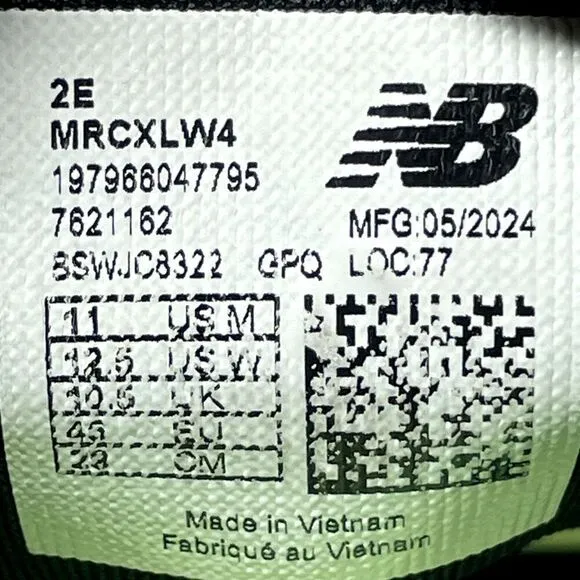 2E
MRCXLW4
NB
197966047795
7621162
MFG:05/2024
8SWJC8322 GPQ LOC:77
11 US M
12.5 US W
10.5 UK
45 EU
29 CM
Made in Vietnam
Fabriqué au Vietnam